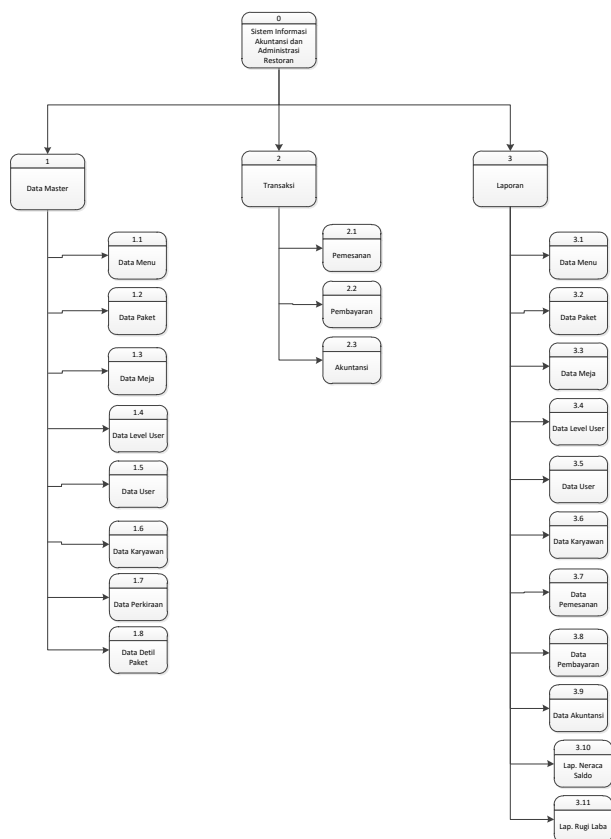 0
Sistem Informasi
Akuntansi dan
Administrasi
Restoran
1
Data Master
2
Transaksi
3
Laporan
1.1
Data Menu
1.2
Data Paket
1.3
Data Meja
1.4
Data Level User
1.5
Data User
1.6
Data Karyawan
1.7
Data Perkiraan
1.8
Data Detil
Paket
2.1
Pemesanan
2.2
Pembayaran
2.3
Akuntansi
3.1
Data Menu
3.2
Data Paket
3.3
Data Meja
3.4
Data Level User
3.5
Data User
3.6
Data Karyawan
3.7
Data
Pemesanan
3.8
Data
Pembayaran
3.9
Data Akuntansi
3.10
Lap. Neraca
Saldo
3.11
Lap. Rugi Laba